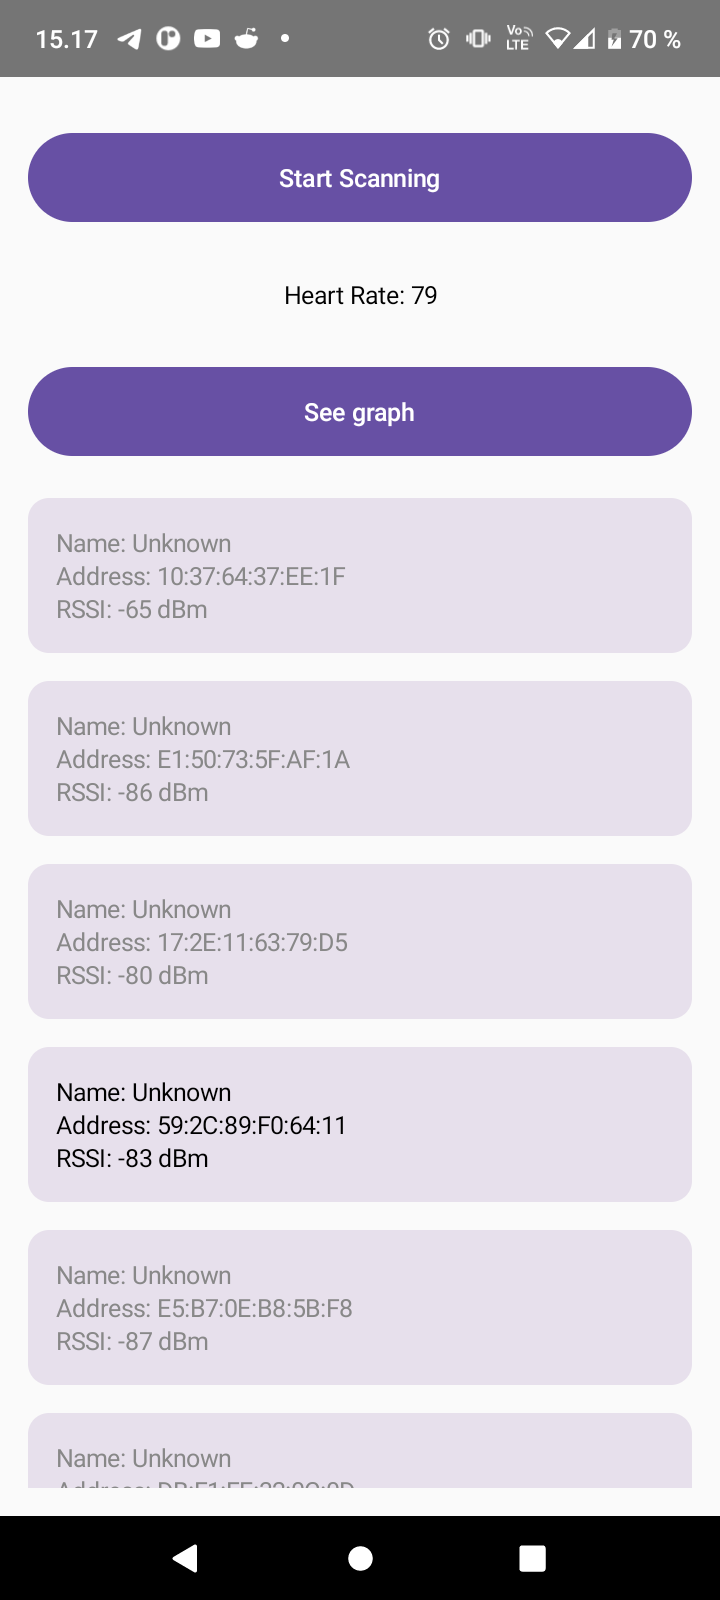 15.17
Vo LTE
70 %
Start Scanning
Heart Rate: 79
See graph
Name: Unknown
Address: 10:37:64:37:EE:1F
RSSI: -65 dBm
Name: Unknown
Address: E1:50:73:5F:AF:1A
RSSI: -86 dBm
Name: Unknown
Address: 17:2E:11:63:79:D5
RSSI: -80 dBm
Name: Unknown
Address: 59:2C:89:F0:64:11
RSSI: -83 dBm
Name: Unknown
Address: E5:B7:0E:B8:5B:F8
RSSI: -87 dBm
Name: Unknown
Address: